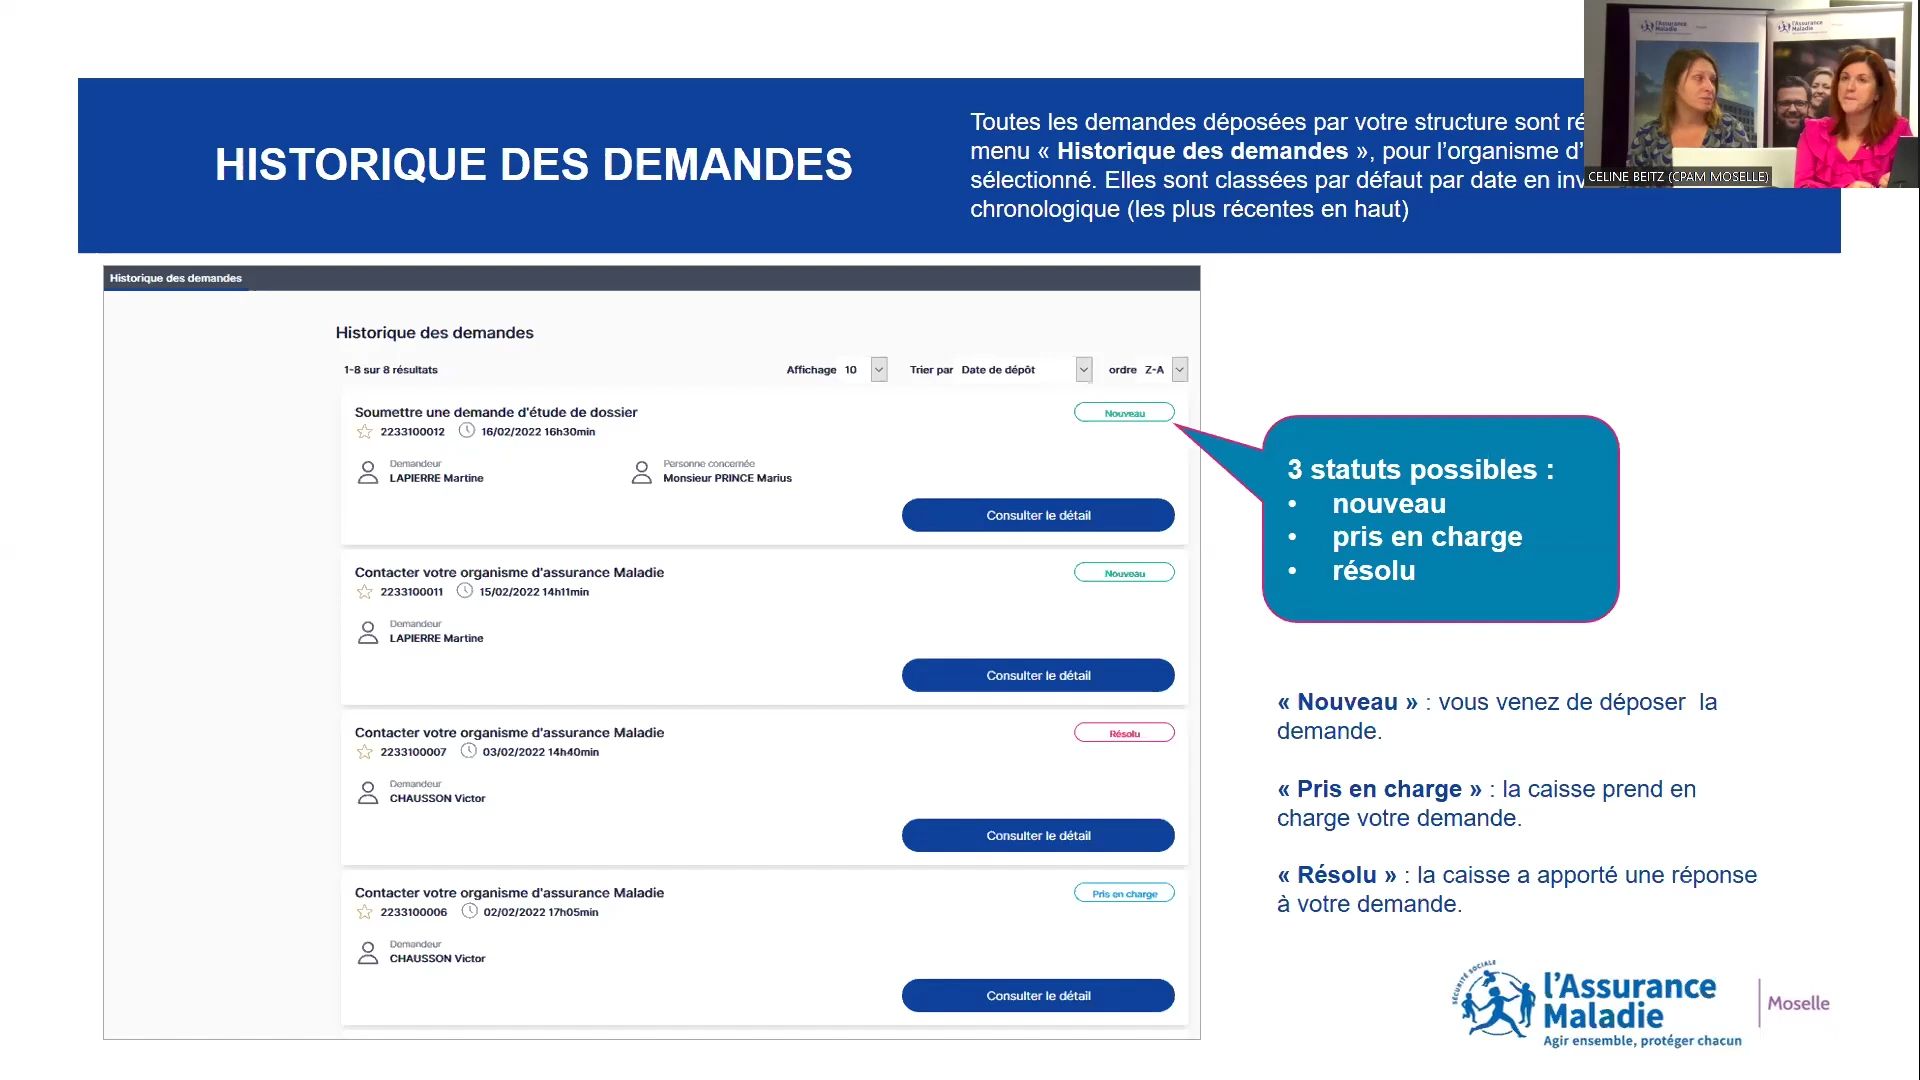 l'Assurance
Maladie
l'Assurance
Maladie
CELINE BEITZ (CPAM MOSELLE)
HISTORIQUE DES DEMANDES
Toutes les demandes déposées par votre structure sont ré
menu « Historique des demandes », pour l'organisme d'
sélectionné. Elles sont classées par défaut par date en inv
chronologique (les plus récentes en haut)
Historique des demandes
Historique des demandes
1-8 sur 8 résultats
Affichage 10
Trier par Date de dépôt
ordre Z-A
Soumettre une demande d'étude de dossier
Nouveau
2233100012 16/02/2022 16h30min
Demandeur
LAPIERRE Martine
Personne concernée
Monsieur PRINCE Marius
Consulter le détail
Contacter votre organisme d'assurance Maladie
Nouveau
2233100011 15/02/2022 14h11min
Demandeur
LAPIERRE Martine
Consulter le détail
Contacter votre organisme d'assurance Maladie
Résolu
2233100007 03/02/2022 14h40min
Demandeur
CHAUSSON Victor
Consulter le détail
Contacter votre organisme d'assurance Maladie
Pris en charge
2233100006 02/02/2022 17h05min
Demandeur
CHAUSSON Victor
Consulter le détail
3 statuts possibles :
• nouveau
• pris en charge
• résolu
« Nouveau » : vous venez de déposer la
demande.
« Pris en charge » : la caisse prend en
charge votre demande.
« Résolu » : la caisse a apporté une réponse
à votre demande.
SÉCURITÉ SOCIALE
l'Assurance
Maladie
Agir ensemble, protéger chacun
Moselle